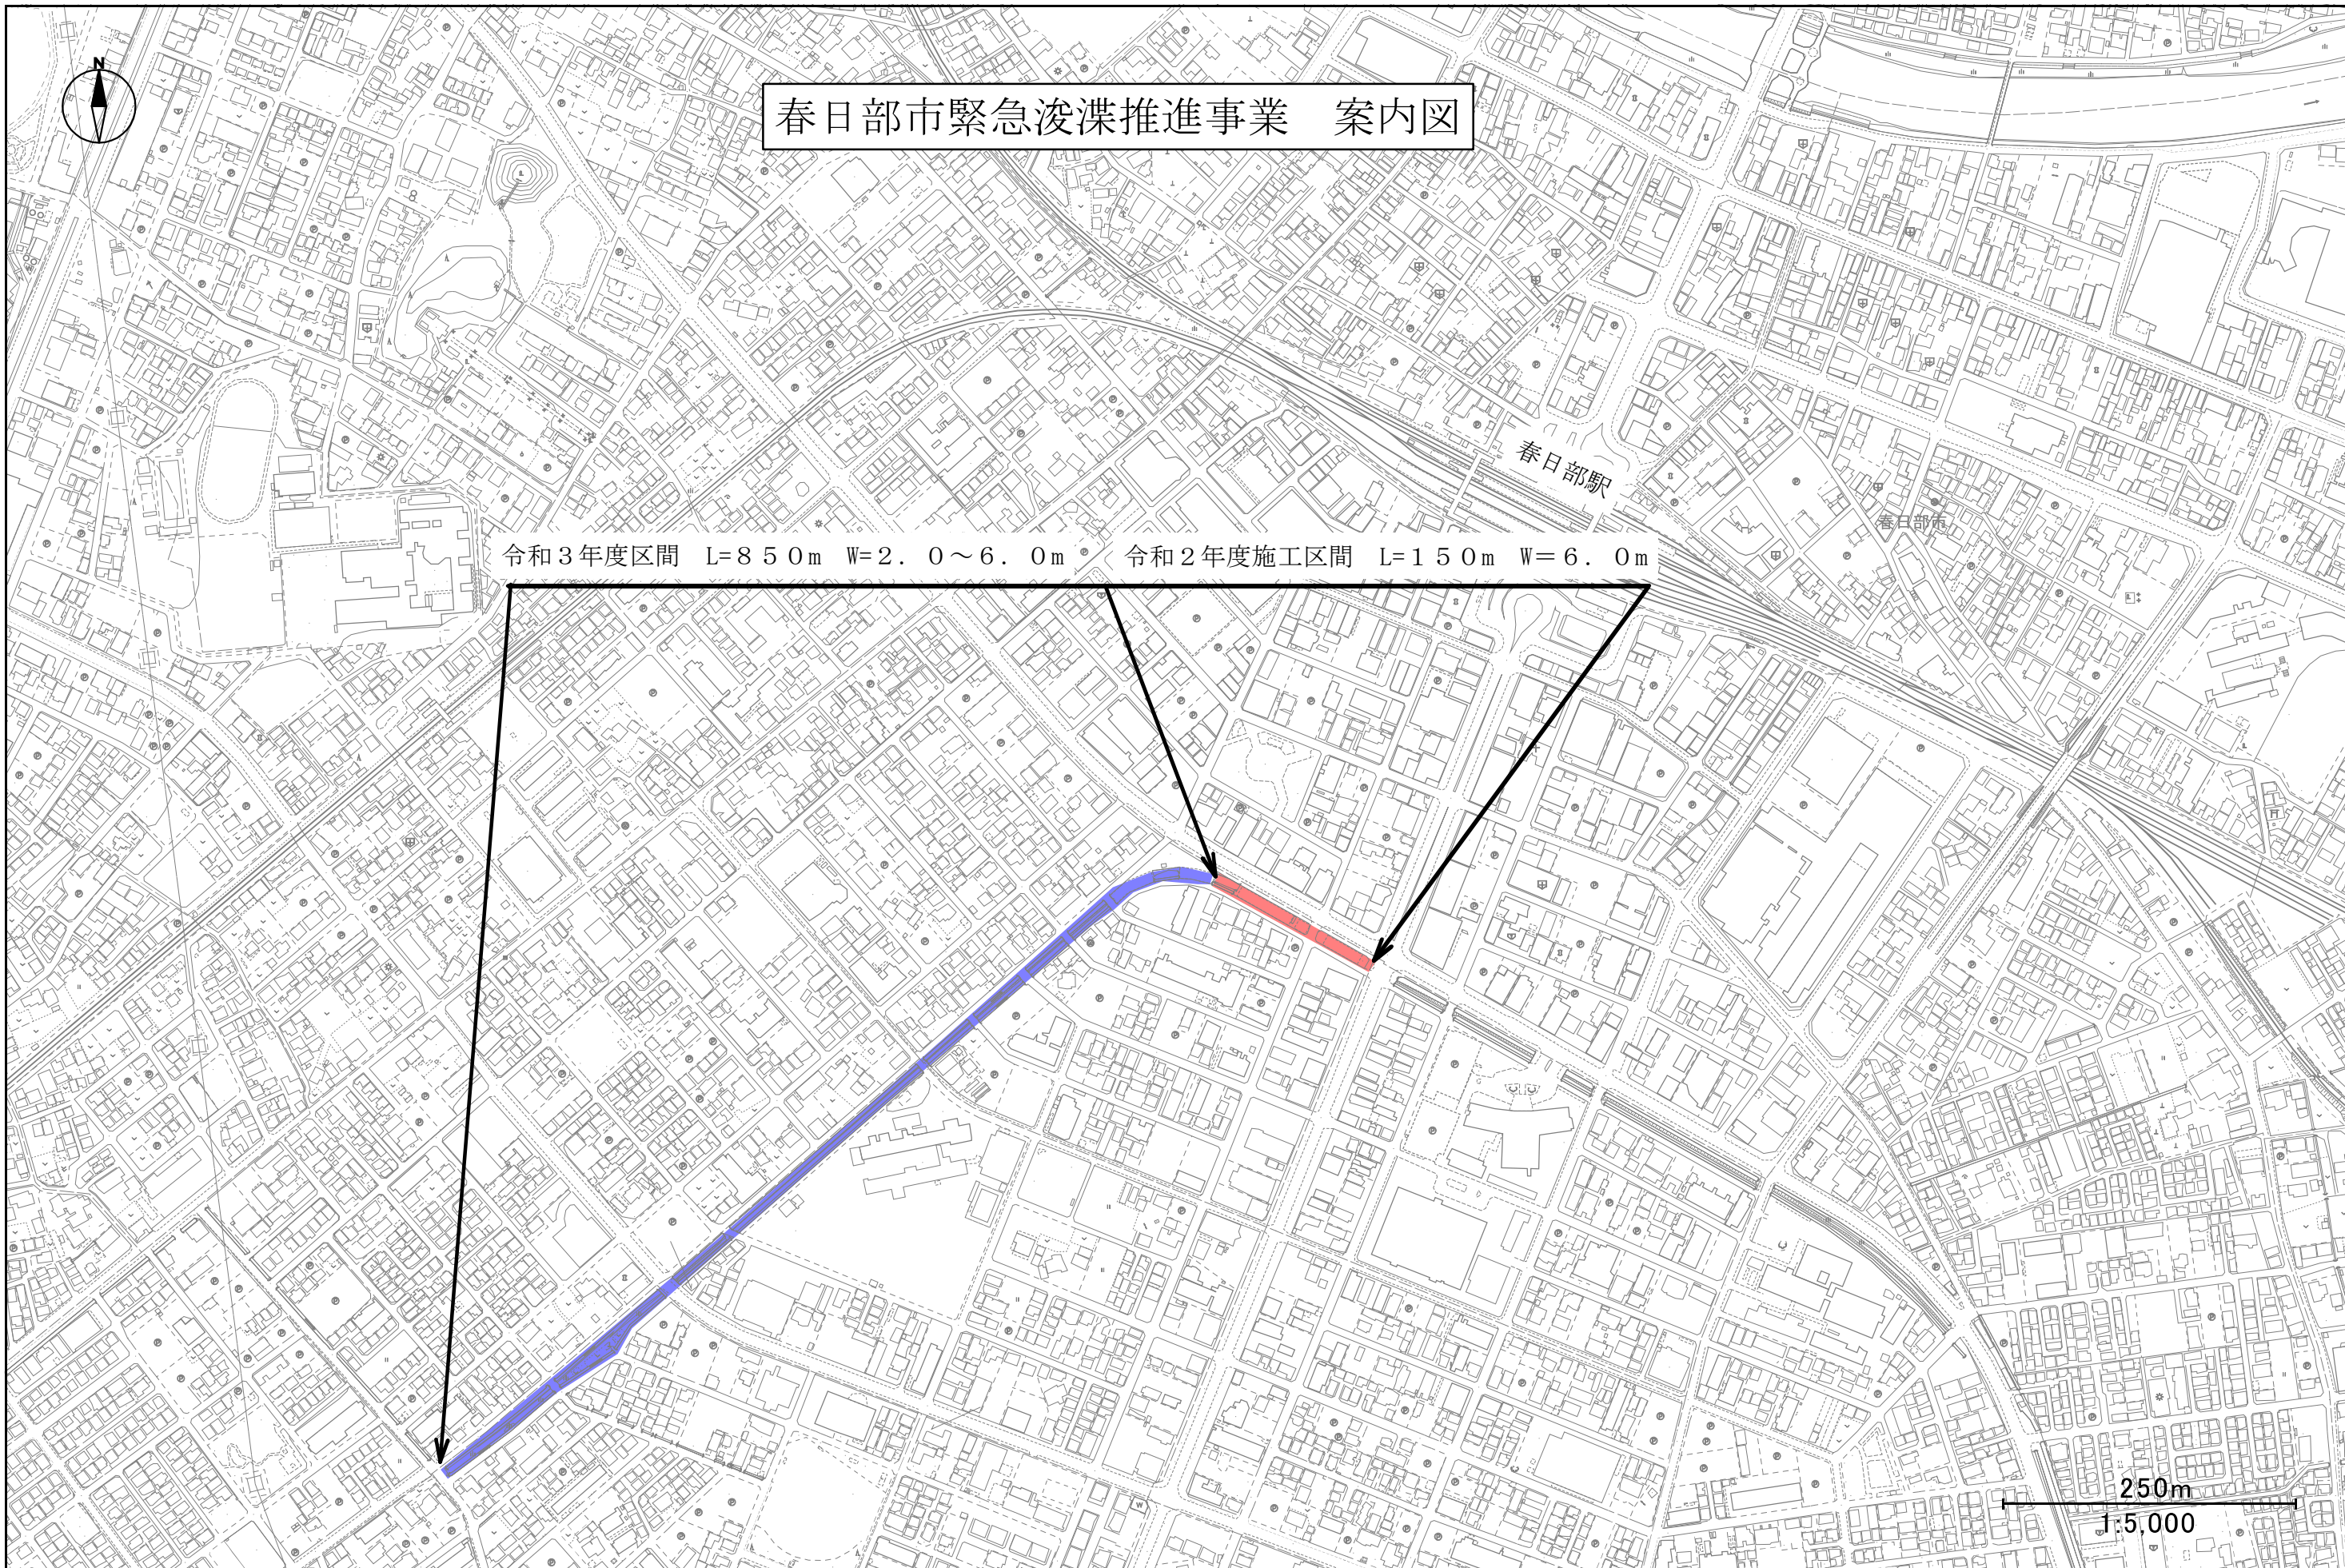 N
春日部市緊急浚渫推進事業　案内図
春日部駅
春日部市
令和３年度区間　L=８５０m　W=２．０～６．０m
令和２年度施工区間　L=１５０m　W＝６．０m
250m
1:5,000